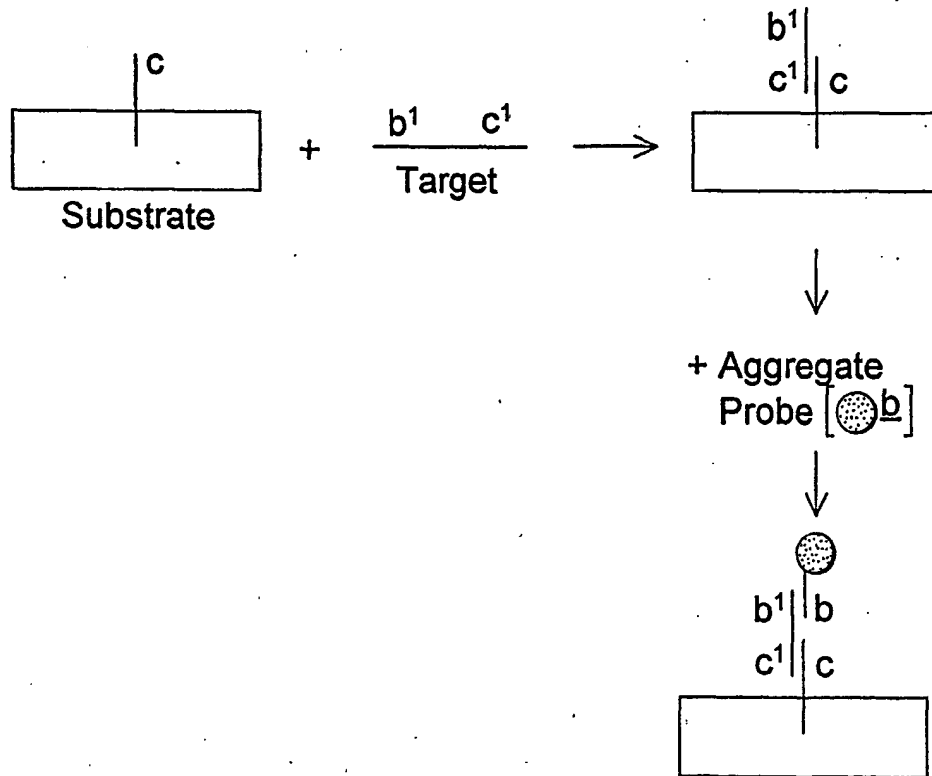 c
+
b¹ c¹
Target
Substrate
b¹
c¹ c
+ Aggregate
Probe [ b]
b¹ b
c¹ c